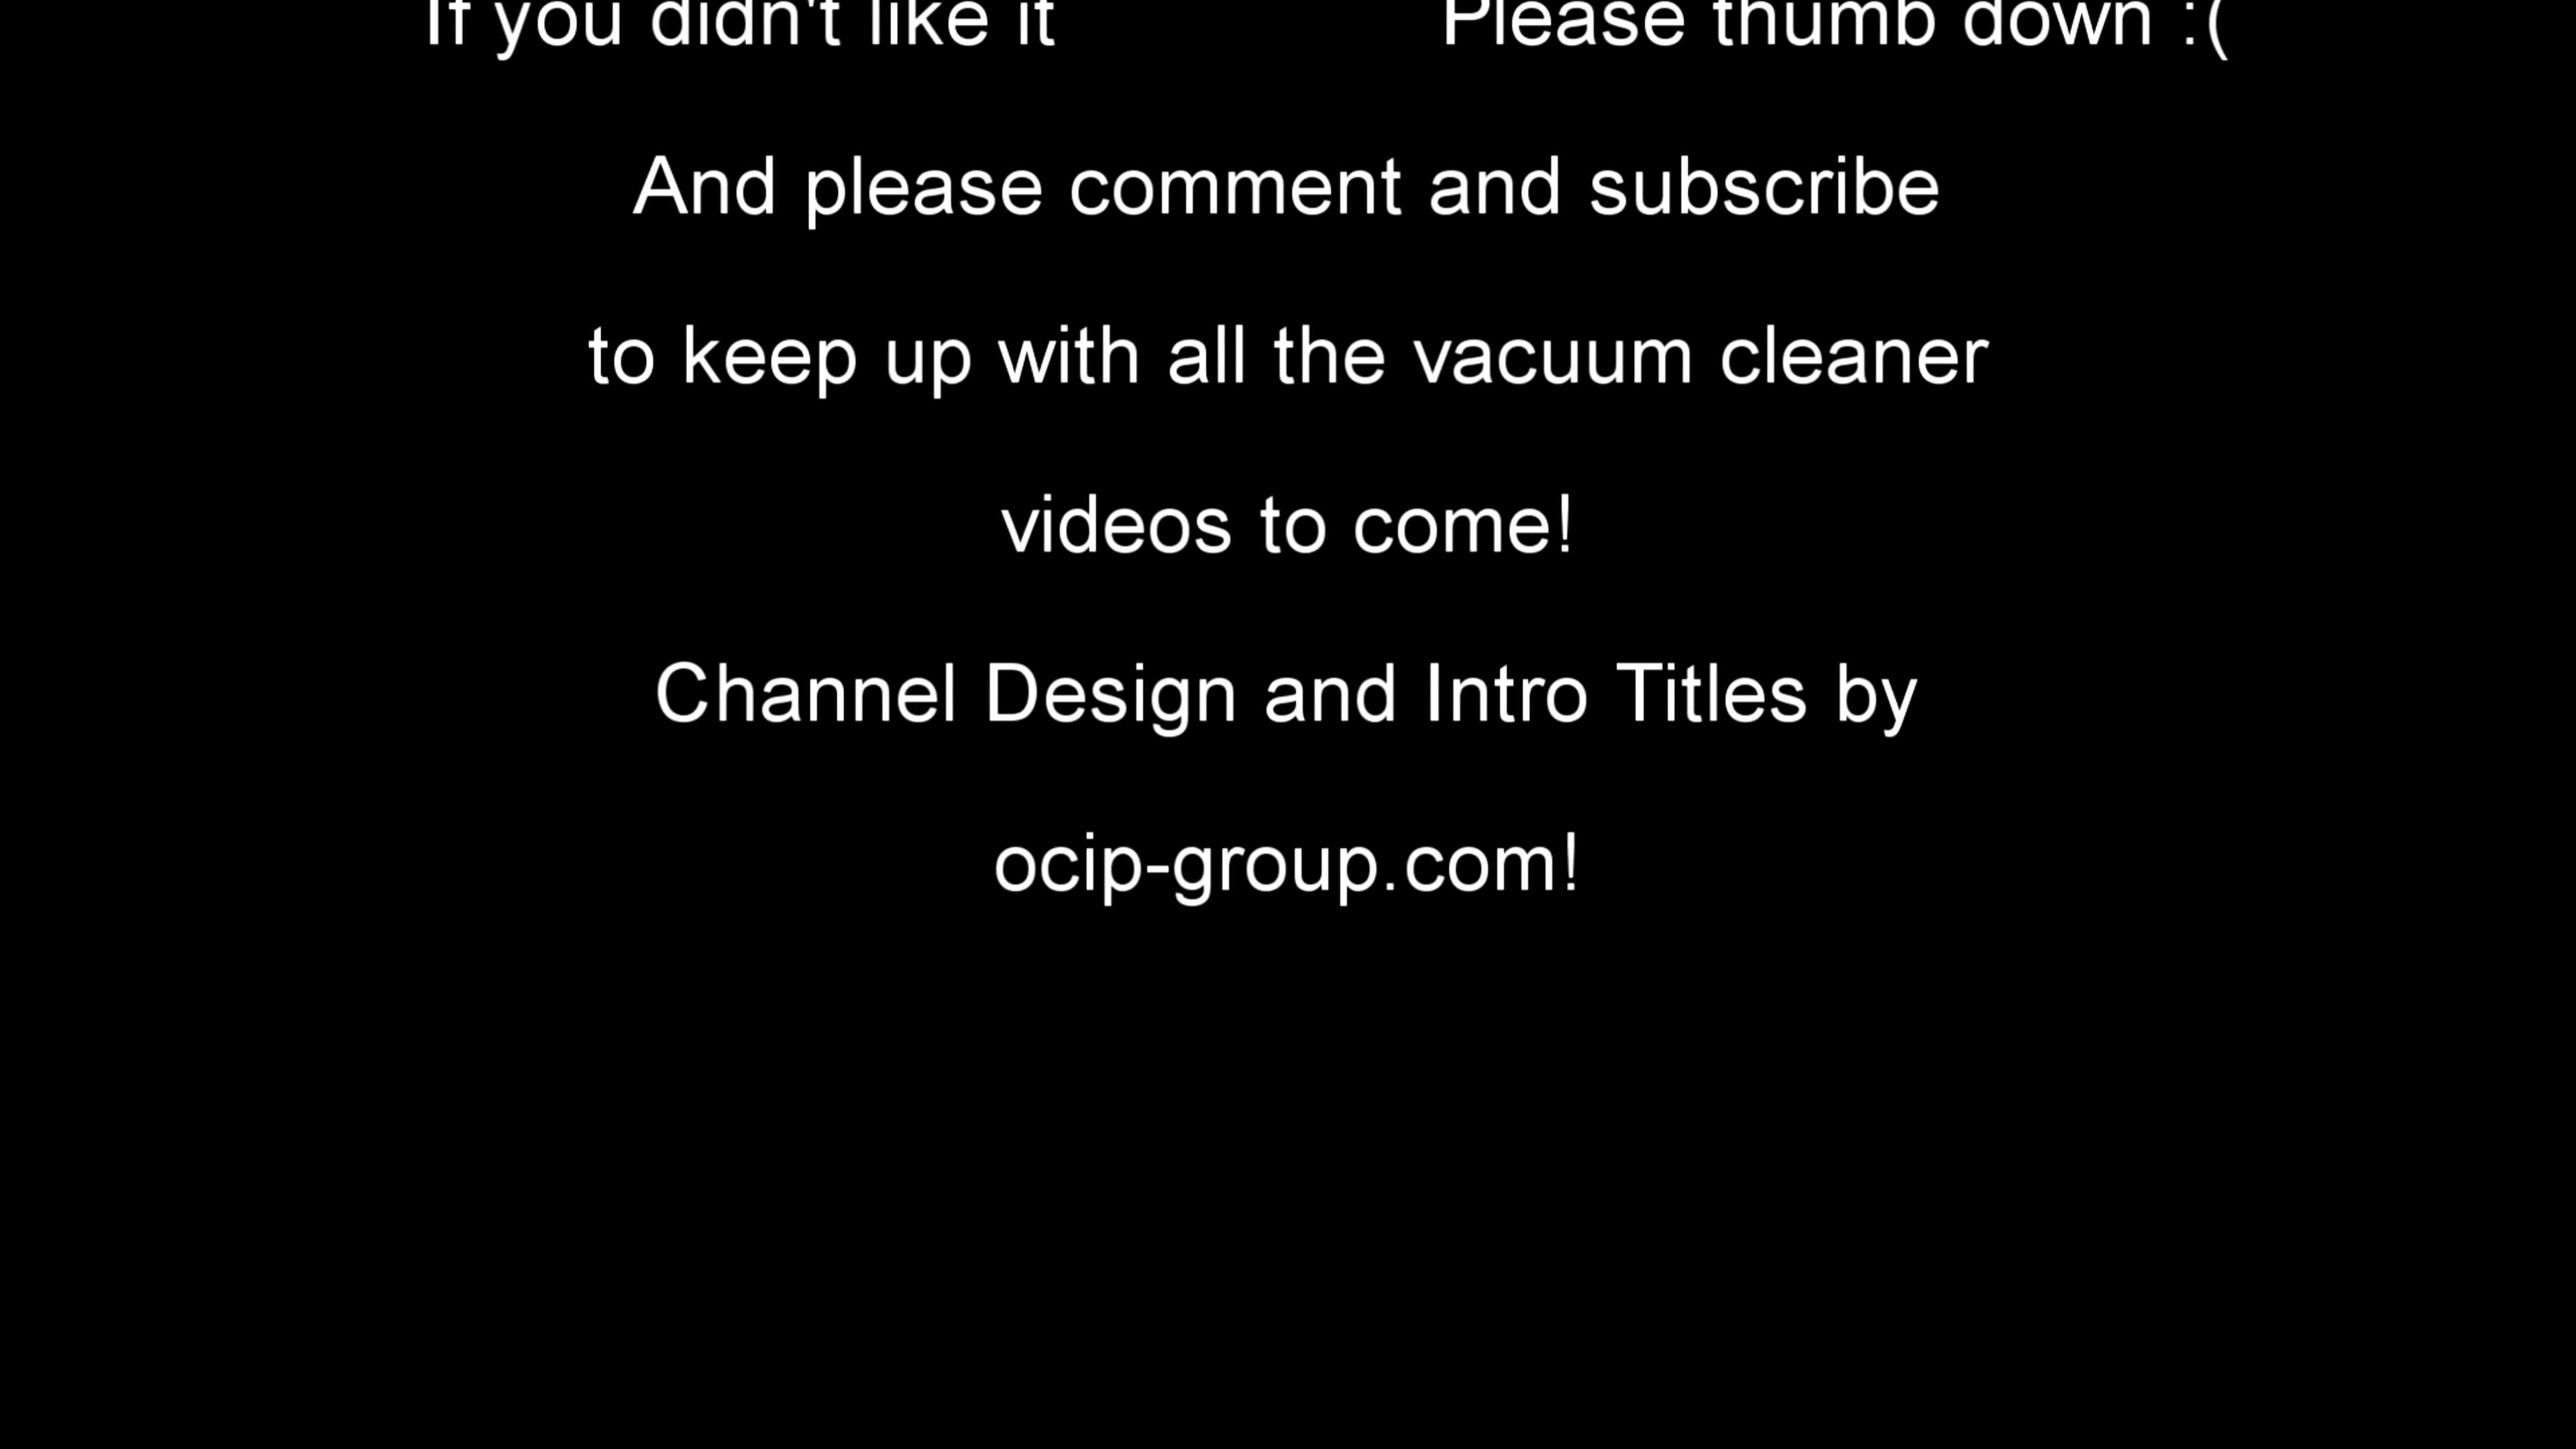 If you didn't like it Please thumb down :(
And please comment and subscribe
to keep up with all the vacuum cleaner
videos to come!
Channel Design and Intro Titles by
ocip-group.com!